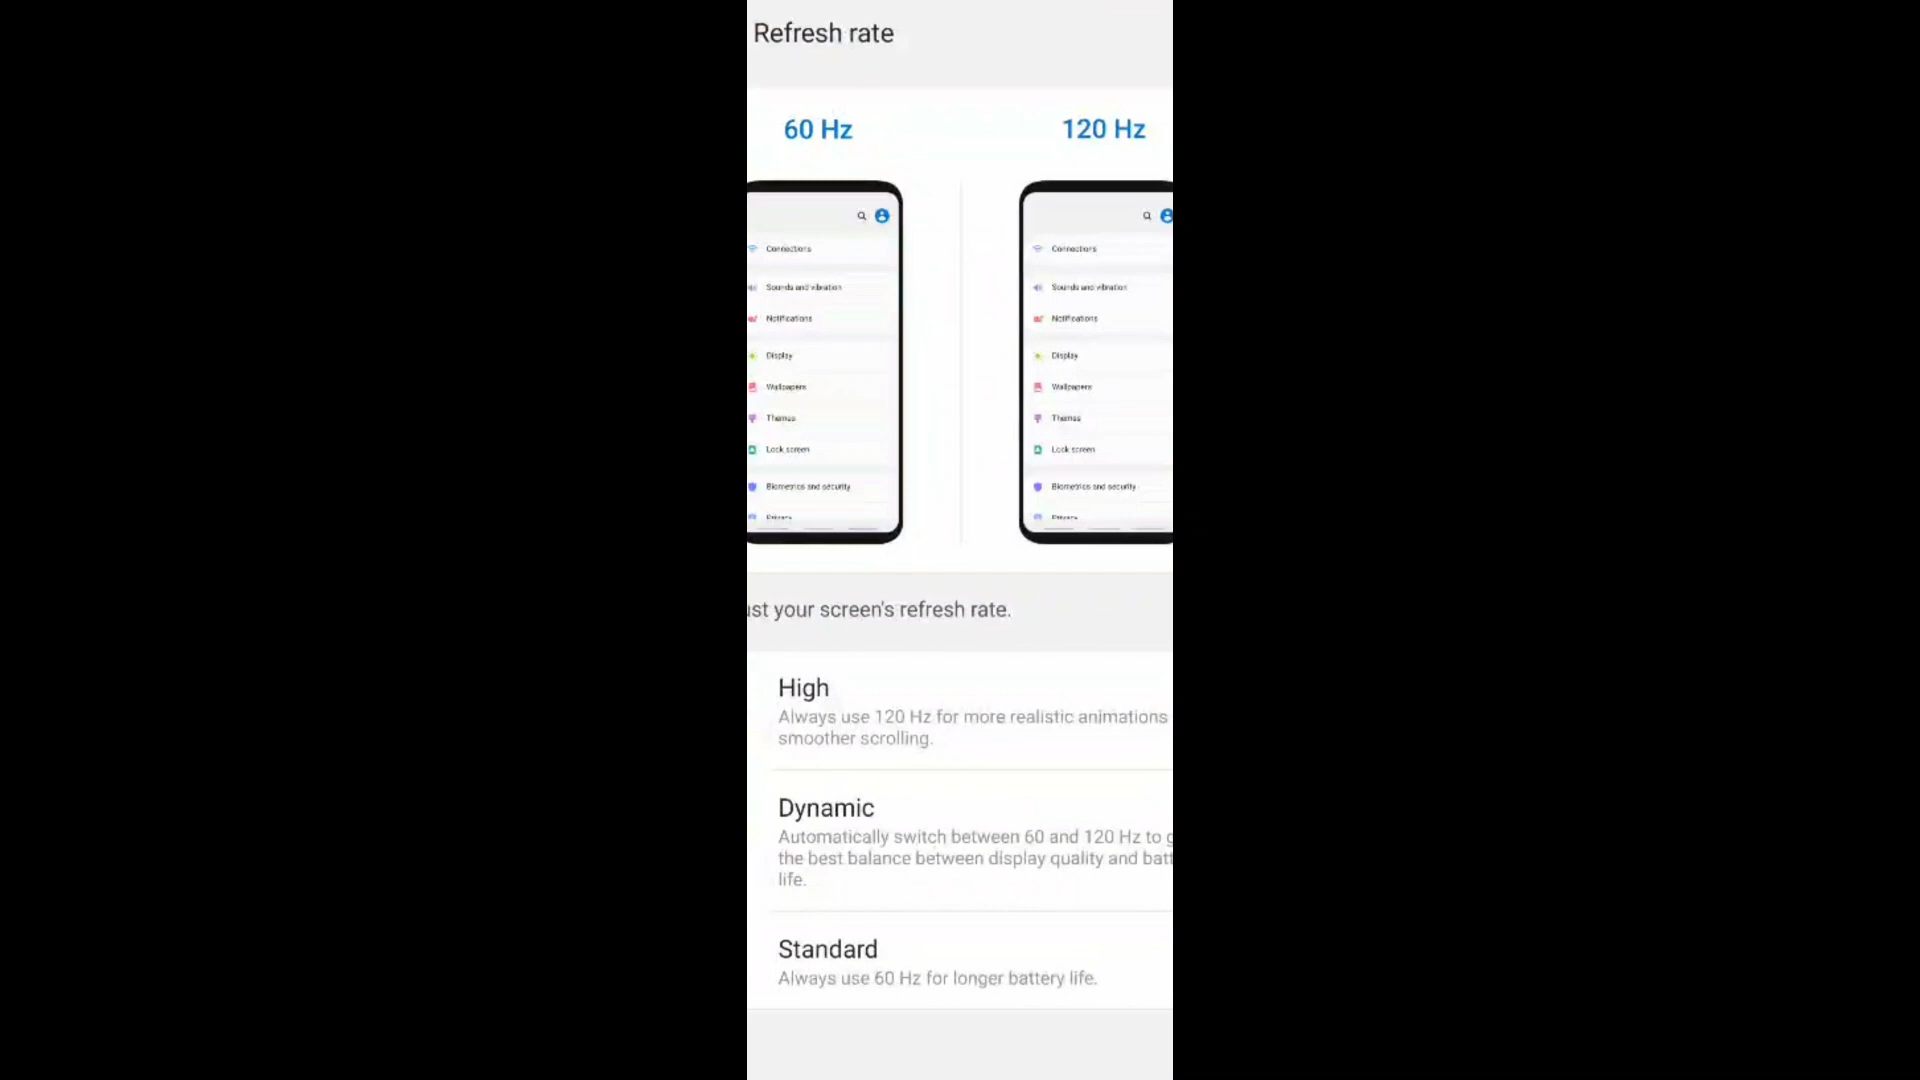 Refresh rate
60 Hz 120 Hz
Connections Connections
Sounds and vibration Sounds and vibration
Notifications Notifications
Display Display
Wallpapers Wallpapers
Themes Themes
Lock screen Lock screen
Biometrics and security Biometrics and security
Privacy Privacy
ust your screen's refresh rate.
High
Always use 120 Hz for more realistic animations
smoother scrolling.
Dynamic
Automatically switch between 60 and 120 Hz to g
the best balance between display quality and batt
life.
Standard
Always use 60 Hz for longer battery life.